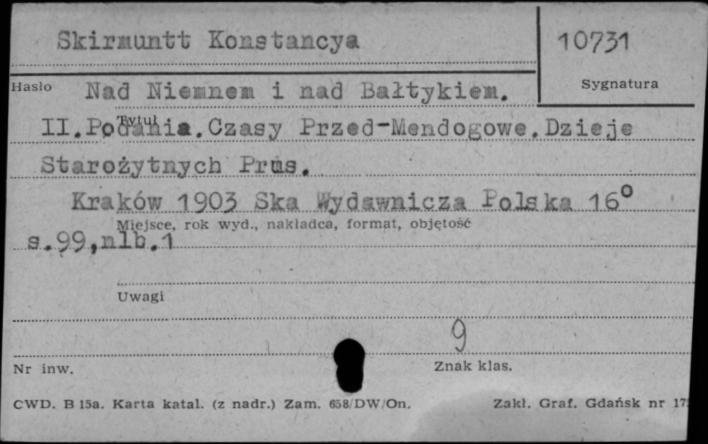 Skirmuntt Konstancya
10731
Hasło
Sygnatura
Nad Niemnem i nad Bałtykiem.
Tytuł
II.Podania.Czasy Przed-Mendogowe.Dzieje
Starożytnych Prus.
Kraków 1903 Ska Wydawnicza Polska 16°
Miejsce, rok wyd., nakładca, format, objętość
s.99,nlb.1
Uwagi
9
Nr inw.
Znak klas.
CWD. B 15a. Karta katal. (z nadr.) Zam. 658/DW/On.
Zakł. Graf. Gdańsk nr